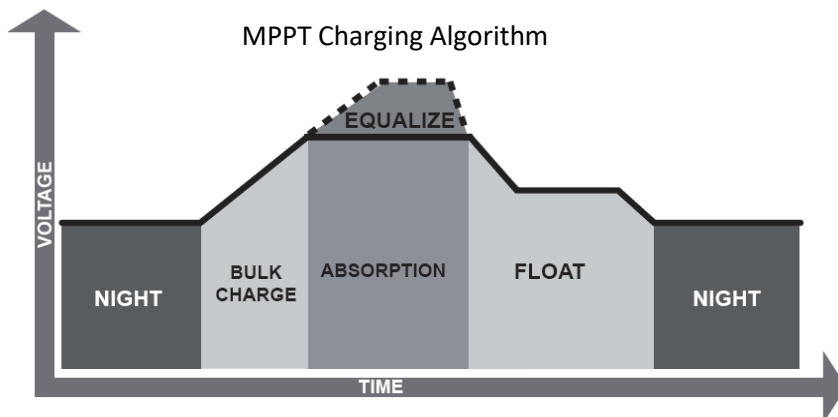 MPPT Charging Algorithm
EQUALIZE
VOLTAGE
NIGHT
BULK
CHARGE
ABSORPTION
FLOAT
NIGHT
TIME